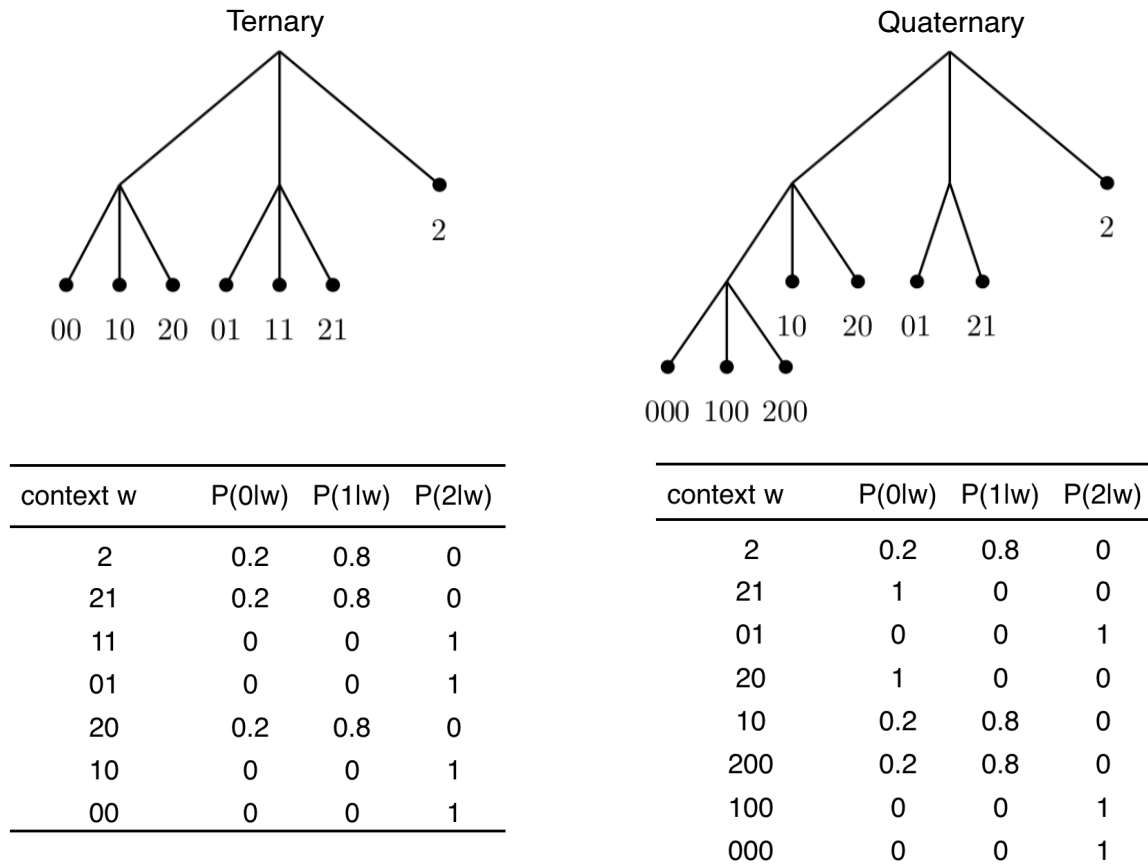 Ternary
Quaternary
2
00 10 20 01 11 21
2
10 20 01 21
000 100 200
context w P(0|w) P(1|w) P(2|w)
2 0.2 0.8 0
21 0.2 0.8 0
11 0 0 1
01 0 0 1
20 0.2 0.8 0
10 0 0 1
00 0 0 1
context w P(0|w) P(1|w) P(2|w)
2 0.2 0.8 0
21 1 0 0
01 0 0 1
20 1 0 0
10 0.2 0.8 0
200 0.2 0.8 0
100 0 0 1
000 0 0 1